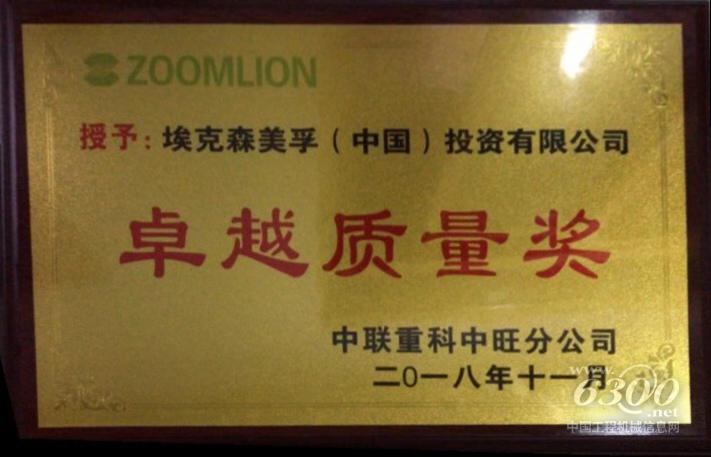 ZOOMLION
授予：埃克森美孚（中国）投资有限公司
卓越质量奖
中联重科中旺分公司
二〇一八年十一月
www.
6300
.net
中国工程机械信息网